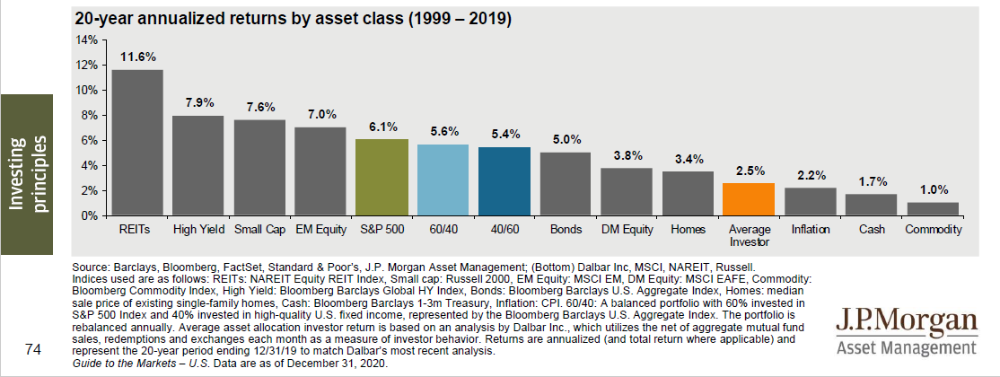 20-year annualized returns by asset class (1999 – 2019)
14%
12%
10%
8%
6%
4%
2%
0%
11.6%
7.9%
7.6%
7.0%
6.1%
5.6%
5.4%
5.0%
3.8%
3.4%
2.5%
2.2%
1.7%
1.0%
REITs
High Yield
Small Cap
EM Equity
S&P 500
60/40
40/60
Bonds
DM Equity
Homes
Average
Investor
Inflation
Cash
Commodity
Investing
principles
Source: Barclays, Bloomberg, FactSet, Standard & Poor's, J.P. Morgan Asset Management; (Bottom) Dalbar Inc, MSCI, NAREIT, Russell.
Indices used are as follows: REITs: NAREIT Equity REIT Index, Small cap: Russell 2000, EM Equity: MSCI EM, DM Equity: MSCI EAFE, Commodity:
Bloomberg Commodity Index, High Yield: Bloomberg Barclays Global HY Index, Bonds: Bloomberg Barclays U.S. Aggregate Index, Homes: median
sale price of existing single-family homes, Cash: Bloomberg Barclays 1-3m Treasury, Inflation: CPI. 60/40: A balanced portfolio with 60% invested in
S&P 500 Index and 40% invested in high-quality U.S. fixed income, represented by the Bloomberg Barclays U.S. Aggregate Index. The portfolio is
rebalanced annually. Average asset allocation investor return is based on an analysis by Dalbar Inc., which utilizes the net of aggregate mutual fund
sales, redemptions and exchanges each month as a measure of investor behavior. Returns are annualized (and total return where applicable) and
represent the 20-year period ending 12/31/19 to match Dalbar's most recent analysis.
Guide to the Markets – U.S. Data are as of December 31, 2020.
74
J.P.Morgan
Asset Management